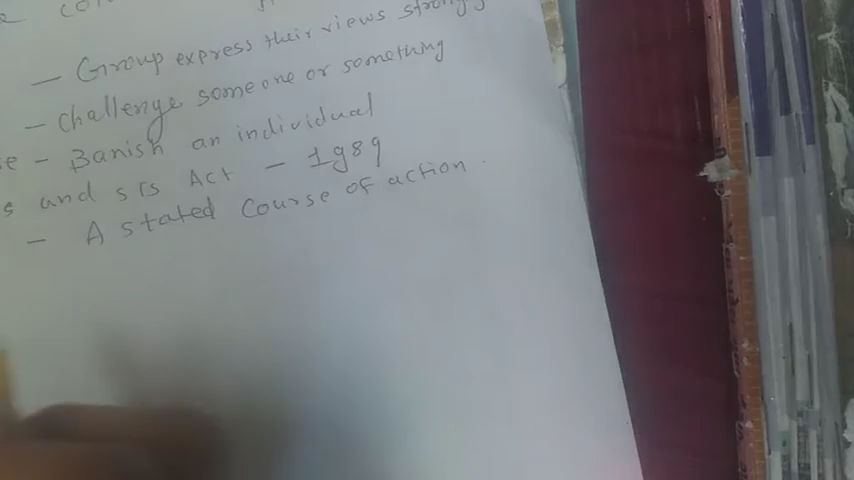 — Group express their views strongly
— Challenge someone or something
— Banish an individual
and STs Act — 1989
— A stated Course of action.